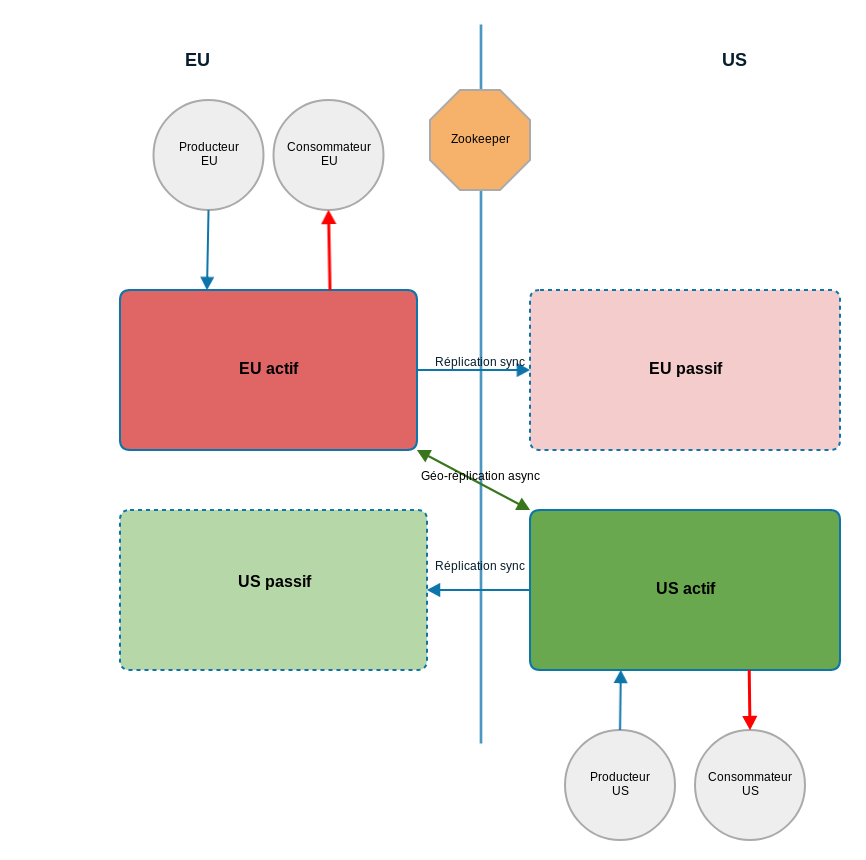 EU
US
Producteur
EU
Consommateur
EU
Zookeeper
EU actif
Réplication sync
EU passif
Géo-réplication async
US passif
Réplication sync
US actif
Producteur
US
Consommateur
US